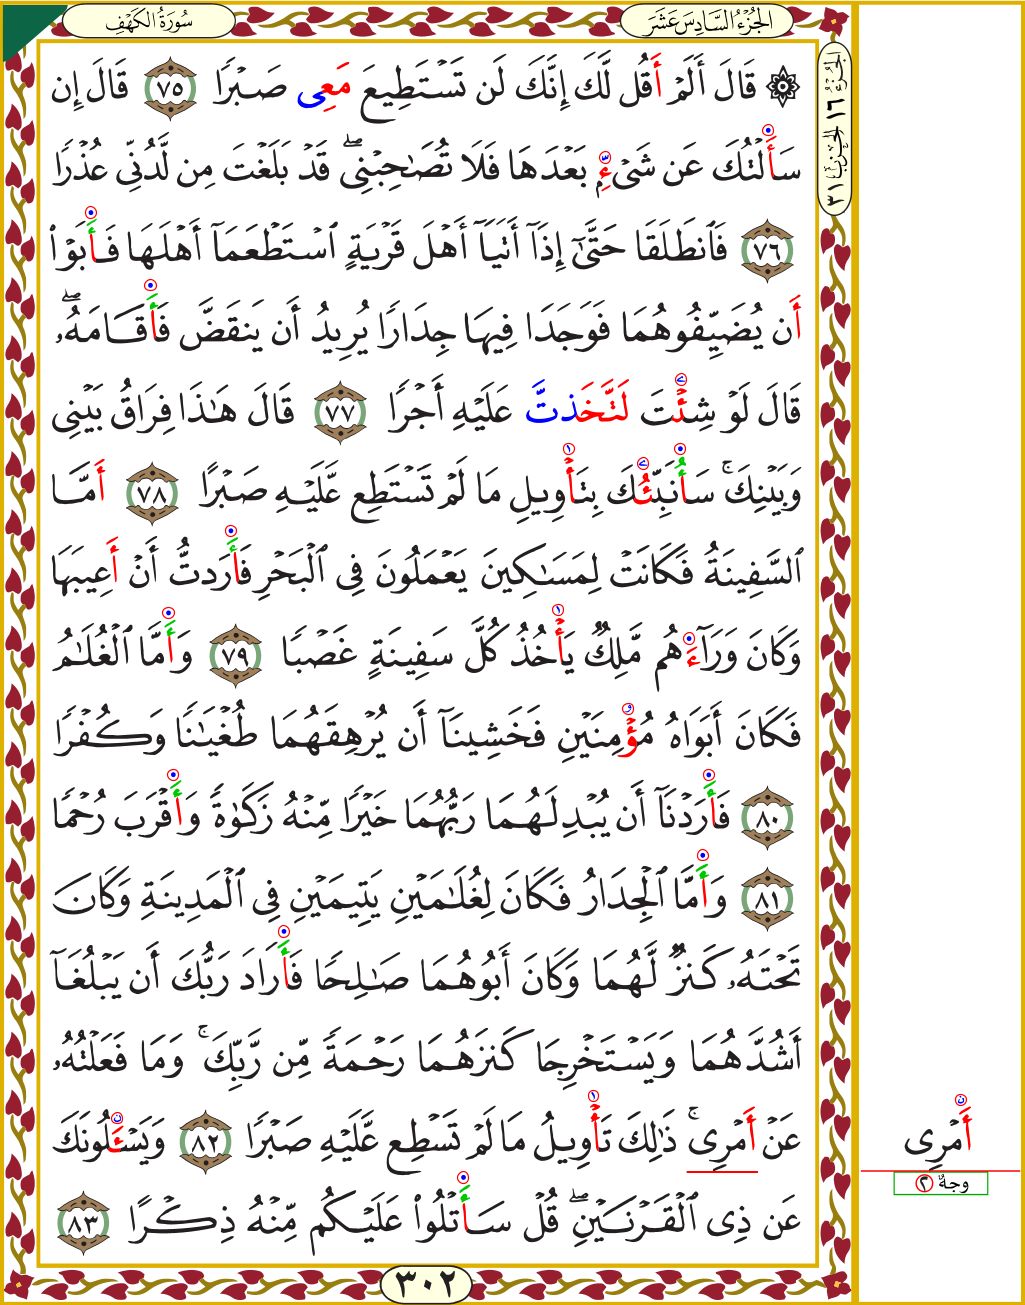 سُورَةُ الكَهْفِ
الجُزْءُ السَّادِسَ عَشَرَ
۞ قَالَ أَلَمۡ أَقُل لَّكَ إِنَّكَ لَن تَسۡتَطِيعَ مَعِي صَبۡرٗا ٧٥ قَالَ إِن
سَأَلۡتُكَ عَن شَيۡءِۭ بَعۡدَهَا فَلَا تُصَٰحِبۡنِيۖ قَدۡ بَلَغۡتَ مِن لَّدُنِّي عُذۡرٗا
٧٦ فَٱنطَلَقَا حَتَّىٰٓ إِذَآ أَتَيَآ أَهۡلَ قَرۡيَةٍ ٱسۡتَطۡعَمَآ أَهۡلَهَا فَأَبَوۡاْ
أَن يُضَيِّفُوهُمَا فَوَجَدَا فِيهَا جِدَارٗا يُرِيدُ أَن يَنقَضَّ فَأَقَامَهُۥۖ
قَالَ لَوۡ شِئۡتَ لَتَّخَذتَّ عَلَيۡهِ أَجۡرٗا ٧٧ قَالَ هَٰذَا فِرَاقُ بَيۡنِي
وَبَيۡنِكَۚ سَأُنَبِّئُكَ بِتَأۡوِيلِ مَا لَمۡ تَسۡتَطِع عَّلَيۡهِ صَبۡرًا ٧٨ أَمَّا
ٱلسَّفِينَةُ فَكَانَتۡ لِمَسَٰكِينَ يَعۡمَلُونَ فِي ٱلۡبَحۡرِ فَأَرَدتُّ أَنۡ أَعِيبَهَا
وَكَانَ وَرَآءَهُم مَّلِكٞ يَأۡخُذُ كُلَّ سَفِينَةٍ غَصۡبٗا ٧٩ وَأَمَّا ٱلۡغُلَٰمُ
فَكَانَ أَبَوَاهُ مُؤۡمِنَيۡنِ فَخَشِينَآ أَن يُرۡهِقَهُمَا طُغۡيَٰنٗا وَكُفۡرٗا
٨٠ فَأَرَدۡنَآ أَن يُبۡدِلَهُمَا رَبُّهُمَا خَيۡرٗا مِّنۡهُ زَكَوٰةٗ وَأَقۡرَبَ رُحۡمٗا
٨١ وَأَمَّا ٱلۡجِدَارُ فَكَانَ لِغُلَٰمَيۡنِ يَتِيمَيۡنِ فِي ٱلۡمَدِينَةِ وَكَانَ
تَحۡتَهُۥ كَنزٞ لَّهُمَا وَكَانَ أَبُوهُمَا صَٰلِحٗا فَأَرَادَ رَبُّكَ أَن يَبۡلُغَآ
أَشُدَّهُمَا وَيَسۡتَخۡرِجَا كَنزَهُمَا رَحۡمَةٗ مِّن رَّبِّكَۚ وَمَا فَعَلۡتُهُۥ
عَنۡ أَمۡرِيۚ ذَٰلِكَ تَأۡوِيلُ مَا لَمۡ تَسۡطِع عَّلَيۡهِ صَبۡرٗا ٨٢ وَيَسۡـَٔلُونَكَ
عَن ذِي ٱلۡقَرۡنَيۡنِۖ قُلۡ سَأَتۡلُواْ عَلَيۡكُم مِّنۡهُ ذِكۡرًا ٨٣
٣٠٢
الجُزْءُ ١٦ الحِزْبُ ٣١
أَمۡرِي
وجهٌ ٢